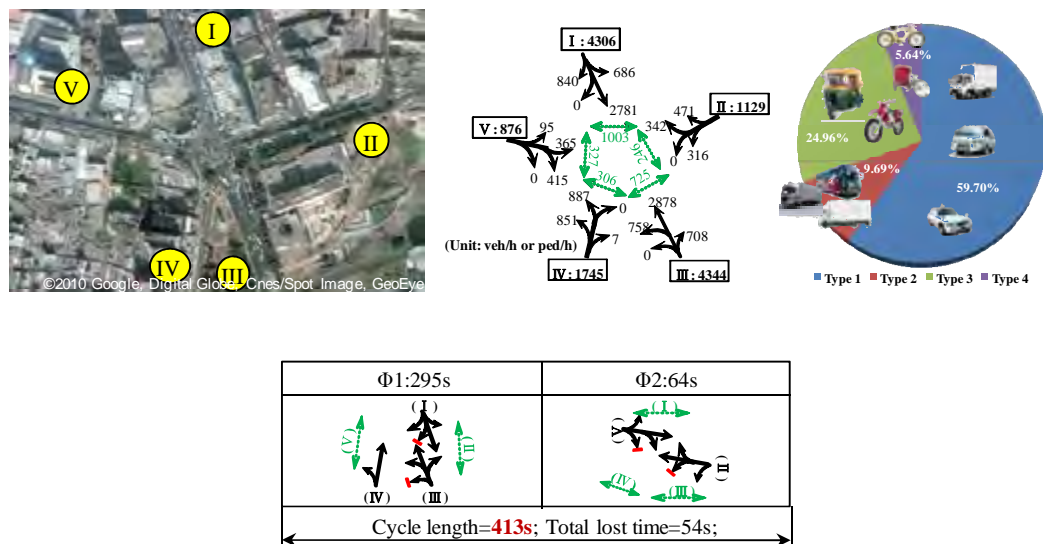 I
V
II
IV
III
©2010 Google, Digital Globe, Cnes/Spot Image, GeoEye
I : 4306
840
686
0
2781
II : 1129
471
342
0
316
V : 876
95
365
0
415
1003
246
327
306
725
887
0
851
7
IV : 1745
2878
758
708
0
III : 4344
(Unit: veh/h or ped/h)
5.64%
24.96%
9.69%
59.70%
Type 1 Type 2 Type 3 Type 4
Φ1:295s
Φ2:64s
(I)
(V)
(II)
(IV)
(III)
(I)
(V)
(II)
(IV)
(III)
Cycle length=413s; Total lost time=54s;